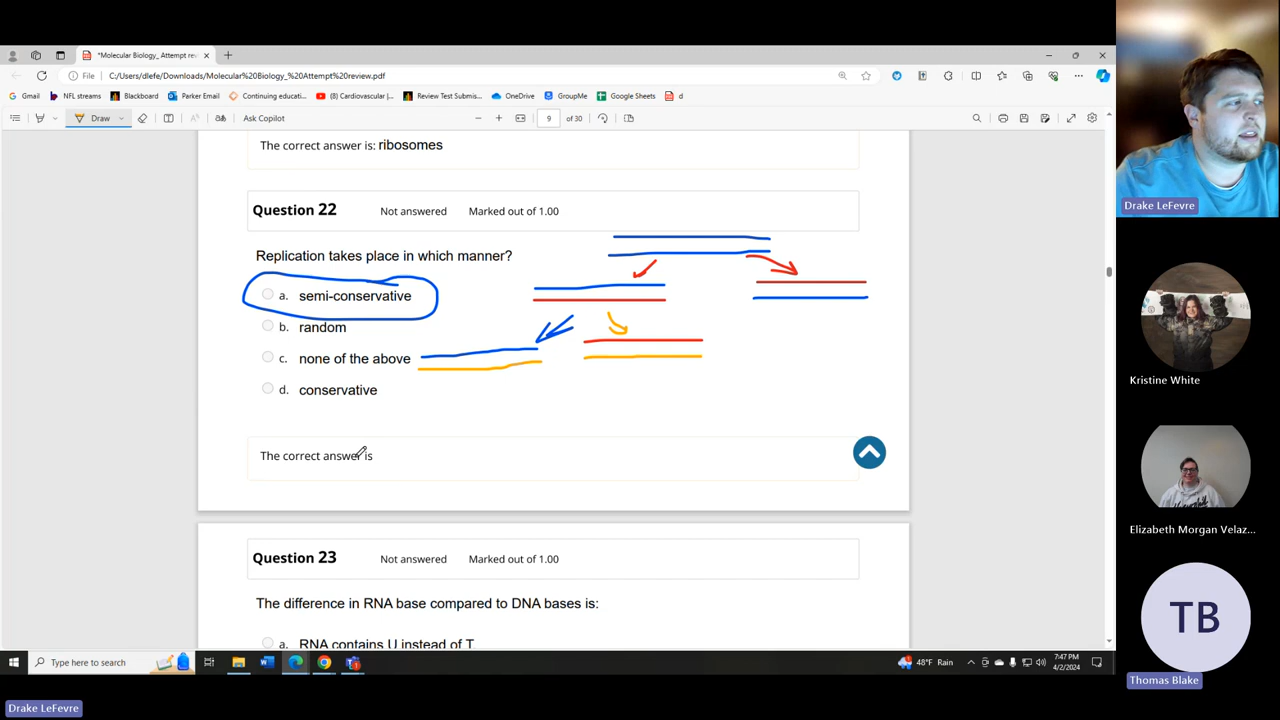 *Molecular Biology_ Attempt rev
File
C:/Users/dlefe/Downloads/Molecular%20Biology_%20Attempt%20review.pdf
Gmail
NFL streams
Blackboard
Parker Email
Continuing educati...
(8) Cardiovascular |...
Review Test Submis...
OneDrive
GroupMe
Google Sheets
d
Draw
Ask Copilot
9 of 30
The correct answer is: ribosomes
Question 22 Not answered Marked out of 1.00
Replication takes place in which manner?
a. semi-conservative
b. random
c. none of the above
d. conservative
The correct answer is
Question 23 Not answered Marked out of 1.00
The difference in RNA base compared to DNA bases is:
a. RNA contains U instead of T
Type here to search
48°F Rain
7:47 PM
4/2/2024
Drake LeFevre
Kristine White
Elizabeth Morgan Velaz...
TB
Thomas Blake
Drake LeFevre